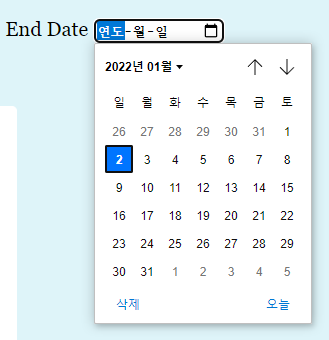 End Date 연도-월-일
2022년 01월
일 월 화 수 목 금 토
26 27 28 29 30 31 1
2 3 4 5 6 7 8
9 10 11 12 13 14 15
16 17 18 19 20 21 22
23 24 25 26 27 28 29
30 31 1 2 3 4 5
삭제 오늘